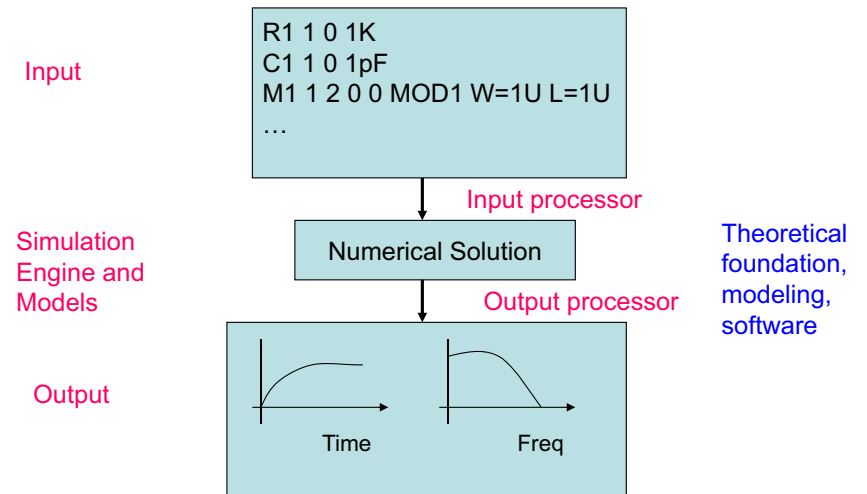 Input
R1 1 0 1K
C1 1 0 1pF
M1 1 2 0 0 MOD1 W=1U L=1U
…
Input processor
Simulation
Engine and
Models
Numerical Solution
Theoretical
foundation,
modeling,
software
Output processor
Output
Time
Freq